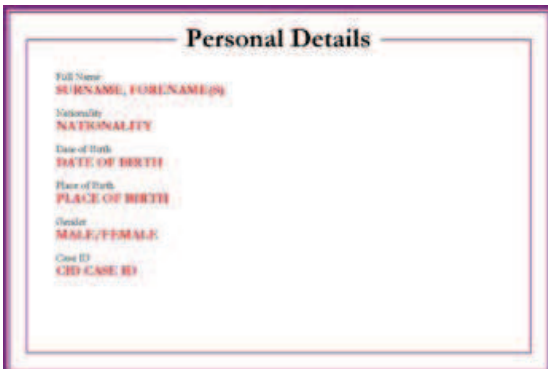 Personal Details
Full Name
SURNAME, FORENAME(S)
Nationality
NATIONALITY
Date of Birth
DATE OF BIRTH
Place of Birth
PLACE OF BIRTH
Gender
MALE/FEMALE
Case ID
CID CASE ID